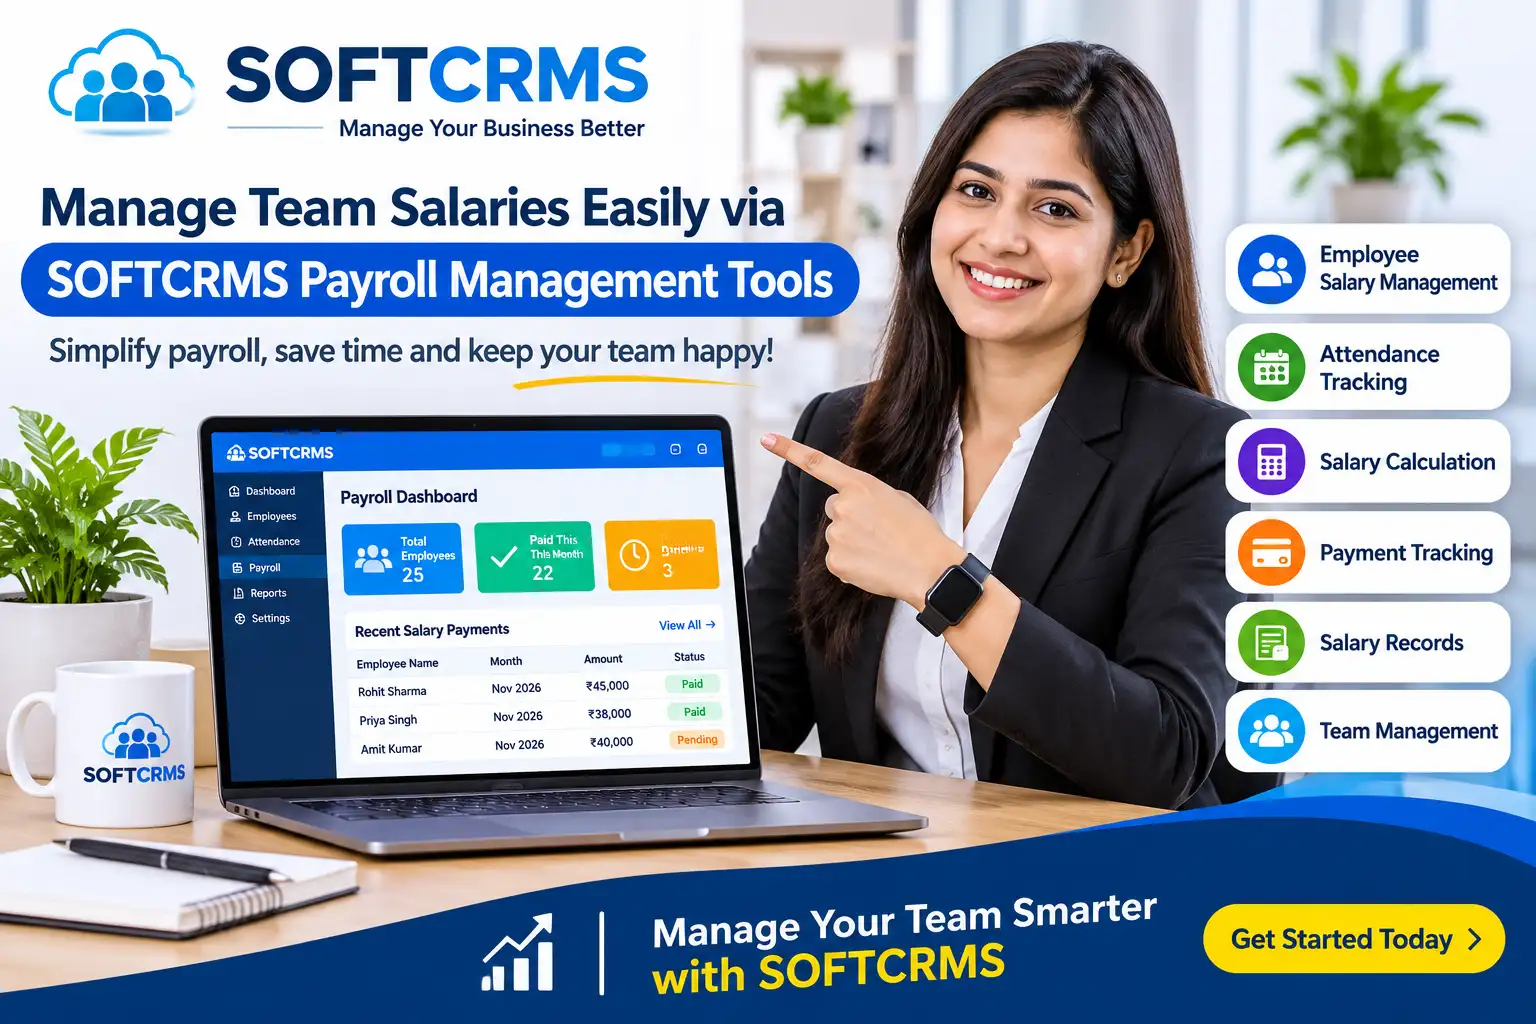 SOFTCRMS
Manage Your Business Better
Manage Team Salaries Easily via
SOFTCRMS Payroll Management Tools
Simplify payroll, save time and keep your team happy!
SOFTCRMS
Dashboard
Employees
Attendance
Payroll
Reports
Settings
Payroll Dashboard
Total
Employees
25
Paid This
This Month
22
3
Recent Salary Payments
View All →
Employee Name Month Amount Status
Rohit Sharma Nov 2026 ₹45,000 Paid
Priya Singh Nov 2026 ₹38,000 Paid
Amit Kumar Nov 2026 ₹40,000 Pending
SOFTCRMS
Employee
Salary Management
Attendance
Tracking
Salary Calculation
Payment Tracking
Salary Records
Team Management
Manage Your Team Smarter
with SOFTCRMS
Get Started Today >